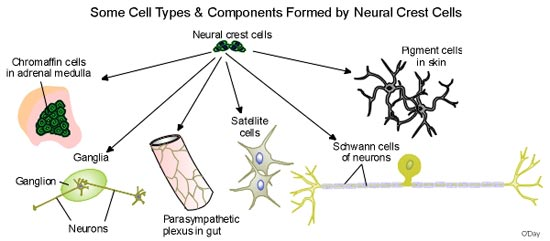 Some Cell Types & Components Formed by Neural Crest Cells
Neural crest cells
Chromaffin cells
in adrenal medulla
Pigment cells
in skin
Satellite
cells
Schwann cells
of neurons
Ganglia
Ganglion
Neurons
Parasympathetic
plexus in gut
O'Day